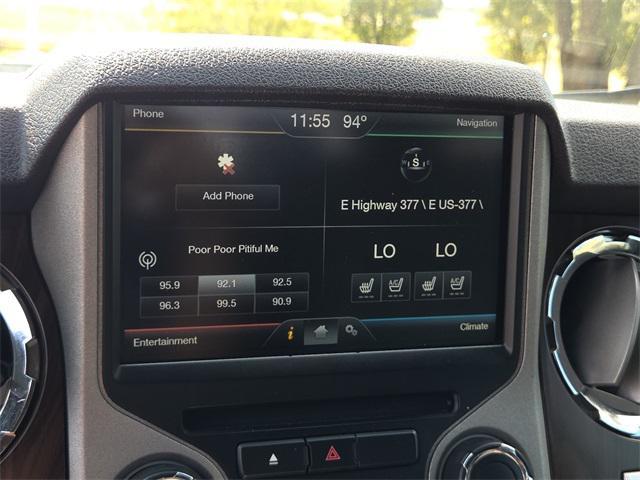 Phone
11:55 94°
Navigation
W S E
Add Phone
E Highway 377 \ E US-377 \
Poor Poor Pitiful Me
LO LO
95.9 92.1 92.5
96.3 99.5 90.9
A/C A/C
Entertainment
i
Climate